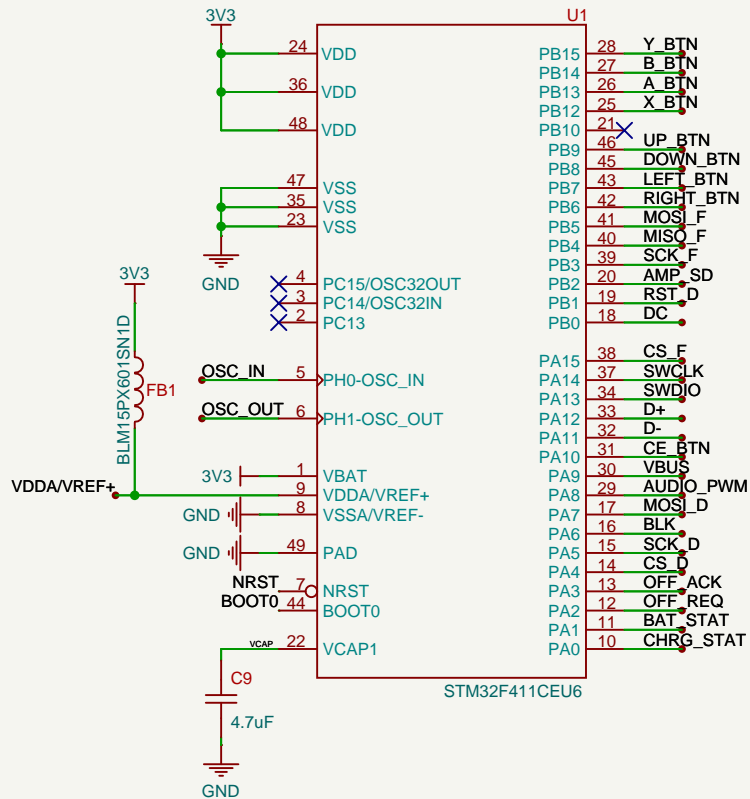 3V3
U1
24 VDD
36 VDD
48 VDD
47 VSS
35 VSS
23 VSS
GND
4 PC15/OSC32OUT
3 PC14/OSC32IN
2 PC13
3V3
BLM15PX601SN1D
FB1
OSC_IN 5 PH0-OSC_IN
OSC_OUT 6 PH1-OSC_OUT
3V3 1 VBAT
VDDA/VREF+ 9 VDDA/VREF+
GND 8 VSSA/VREF-
GND 49 PAD
NRST 7 NRST
BOOT0 44 BOOT0
VCAP 22 VCAP1
C9
4.7uF
GND
PB15 28 Y_BTN
PB14 27 B_BTN
PB13 26 A_BTN
PB12 25 X_BTN
PB10 21
PB9 46 UP_BTN
PB8 45 DOWN_BTN
PB7 43 LEFT_BTN
PB6 42 RIGHT_BTN
PB5 41 MOSI_F
PB4 40 MISO_F
PB3 39 SCK_F
PB2 20 AMP_SD
PB1 19 RST_D
PB0 18 DC
PA15 38 CS_F
PA14 37 SWCLK
PA13 34 SWDIO
PA12 33 D+
PA11 32 D-
PA10 31 CE_BTN
PA9 30 VBUS
PA8 29 AUDIO_PWM
PA7 17 MOSI_D
PA6 16 BLK
PA5 15 SCK_D
PA4 14 CS_D
PA3 13 OFF_ACK
PA2 12 OFF_REQ
PA1 11 BAT_STAT
PA0 10 CHRG_STAT
STM32F411CEU6